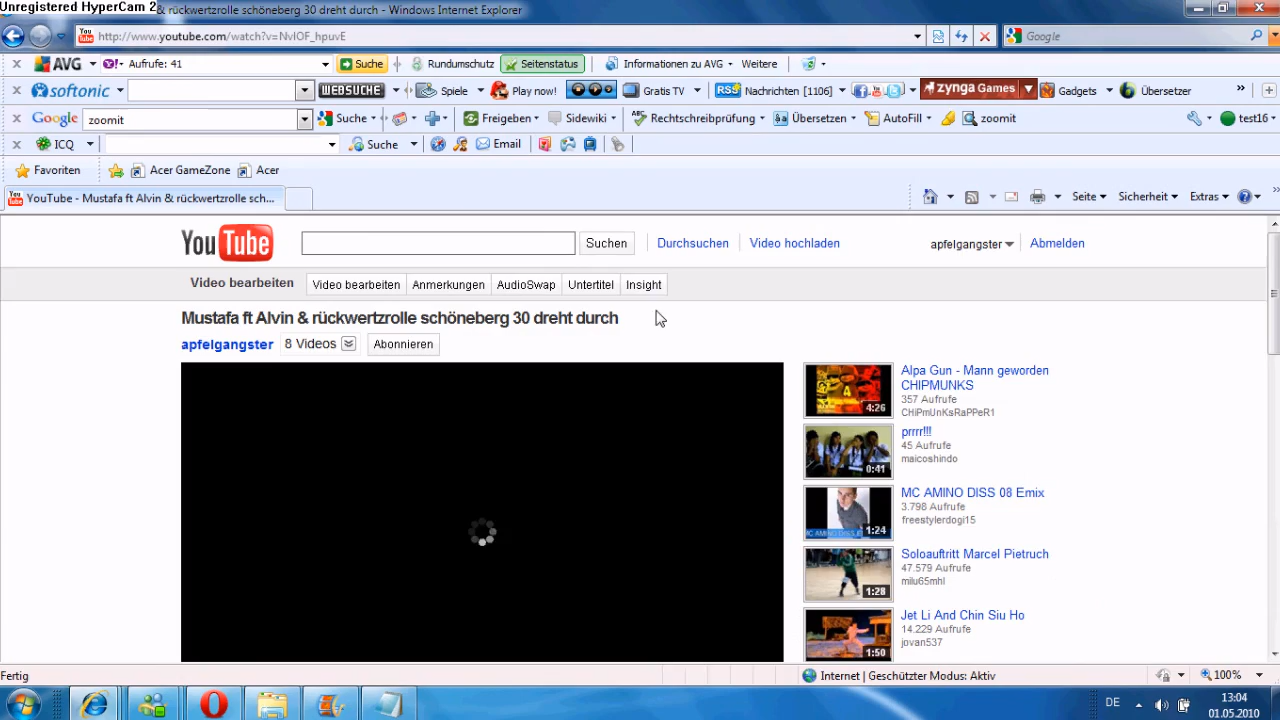 Unregistered HyperCam 2 & rückwertzrolle schöneberg 30 dreht durch - Windows Internet Explorer
http://www.youtube.com/watch?v=NvIOF_hpuvE
Google
AVG Y! Aufrufe: 41 Suche Rundumschutz Seitenstatus Informationen zu AVG Weitere
softonic WEBSUCHE Spiele Play now! Gratis TV RSS Nachrichten [1106] zynga Games Gadgets Übersetzer
Google zoomit Suche Freigeben Sidewiki Rechtschreibprüfung Übersetzen AutoFill zoomit test16
ICQ Suche Email
Favoriten Acer GameZone Acer
YouTube - Mustafa ft Alvin & rückwertzrolle sch... Seite Sicherheit Extras
YouTube Suchen Durchsuchen Video hochladen apfelgangster Abmelden
Video bearbeiten Video bearbeiten Anmerkungen AudioSwap Untertitel Insight
Mustafa ft Alvin & rückwertzrolle schöneberg 30 dreht durch
apfelgangster 8 Videos Abonnieren
Alpa Gun - Mann geworden
CHIPMUNKS
357 Aufrufe
CHiPmUnKsRaPPeR1
4:26
prrrr!!!
45 Aufrufe
maicoshindo
0:41
MC AMINO DISS 08 Emix
3.798 Aufrufe
freestylerdogi15
1:24
Soloauftritt Marcel Pietruch
47.579 Aufrufe
milu65mhl
1:28
Jet Li And Chin Siu Ho
14.229 Aufrufe
jovan537
1:50
Fertig Internet | Geschützter Modus: Aktiv 100%
DE 13:04
01.05.2010